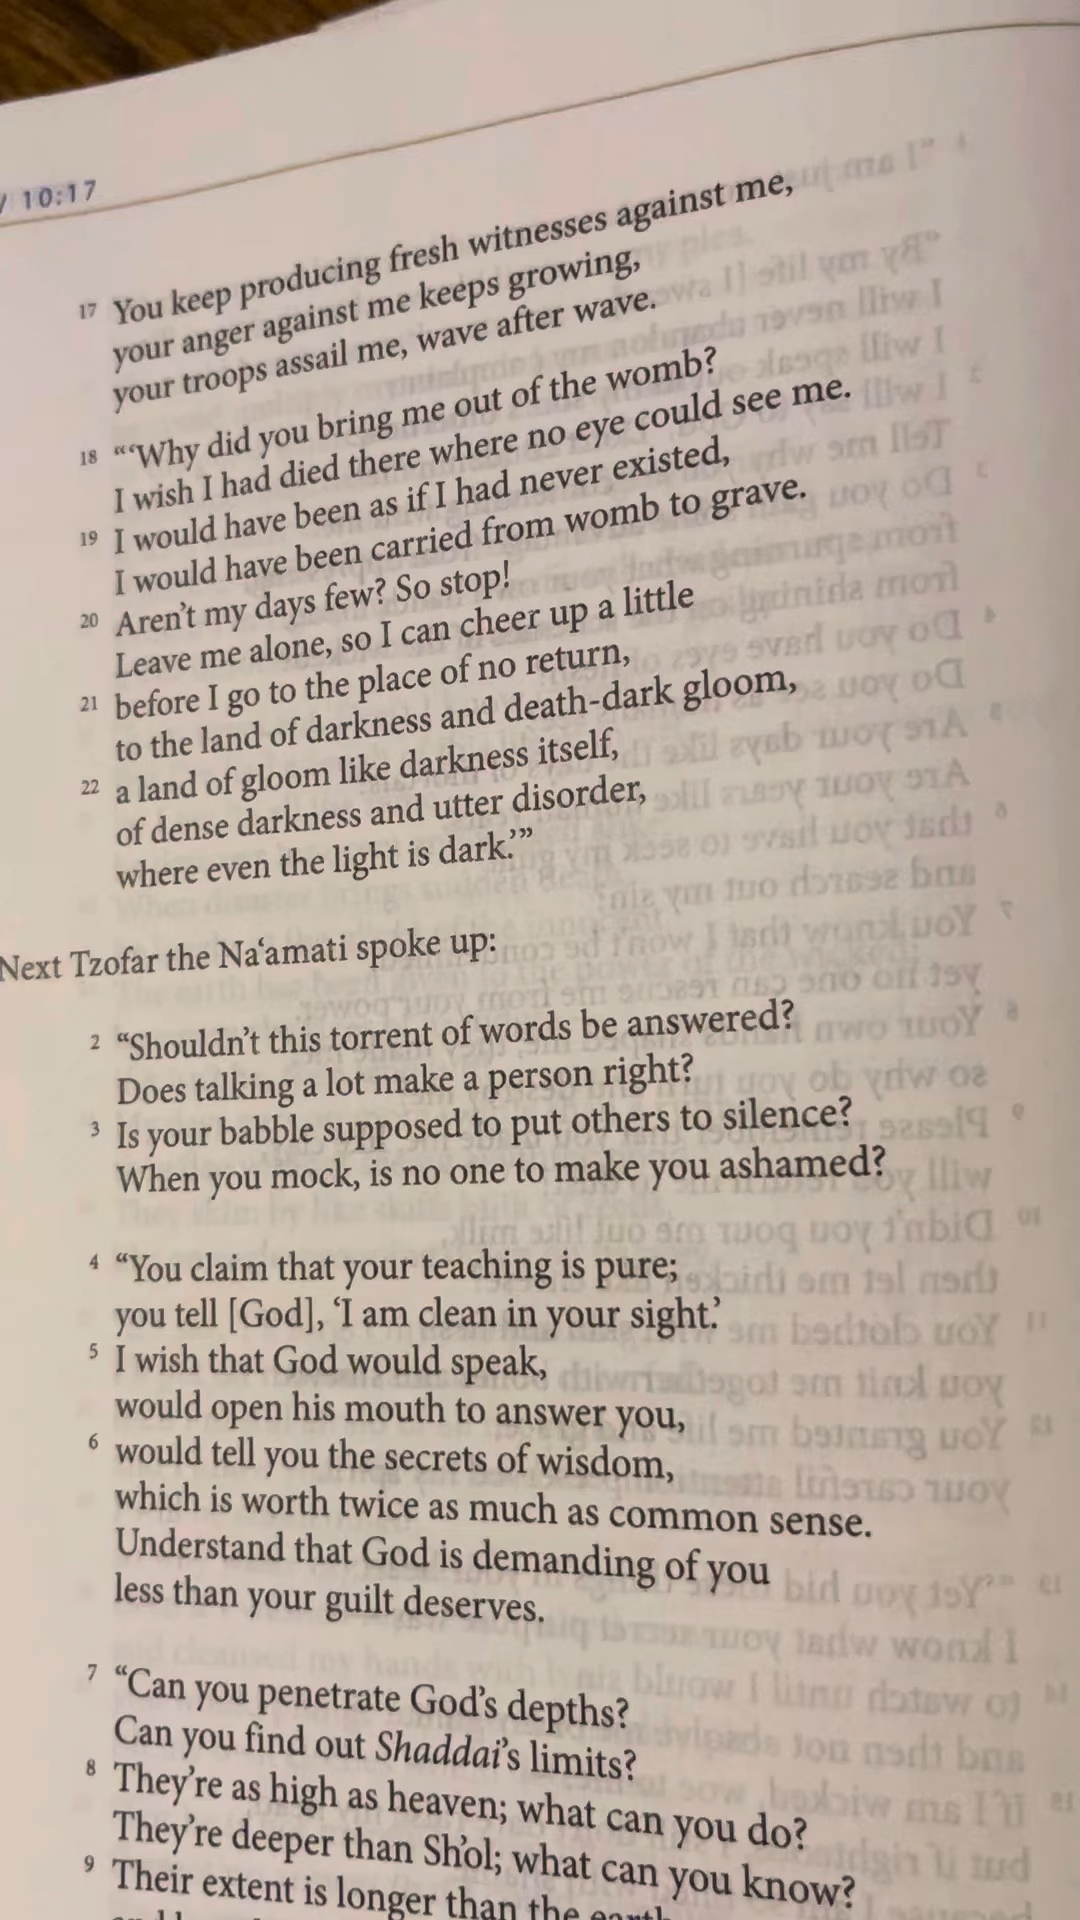 10:17
17 You keep producing fresh witnesses against me,
your anger against me keeps growing,
your troops assail me, wave after wave.
18 “‘Why did you bring me out of the womb?
I wish I had died there where no eye could see me.
19 I would have been as if I had never existed,
I would have been carried from womb to grave.
20 Aren’t my days few? So stop!
Leave me alone, so I can cheer up a little
21 before I go to the place of no return,
to the land of darkness and death-dark gloom,
22 a land of gloom like darkness itself,
of dense darkness and utter disorder,
where even the light is dark.’”
Next Tzofar the Na‘amati spoke up:
2 “Shouldn’t this torrent of words be answered?
Does talking a lot make a person right?
3 Is your babble supposed to put others to silence?
When you mock, is no one to make you ashamed?
4 “You claim that your teaching is pure;
you tell [God], ‘I am clean in your sight.’
5 I wish that God would speak,
would open his mouth to answer you,
6 would tell you the secrets of wisdom,
which is worth twice as much as common sense.
Understand that God is demanding of you
less than your guilt deserves.
7 “Can you penetrate God’s depths?
Can you find out Shaddai’s limits?
8 They’re as high as heaven; what can you do?
They’re deeper than Sh’ol; what can you know?
9 Their extent is longer than the earth